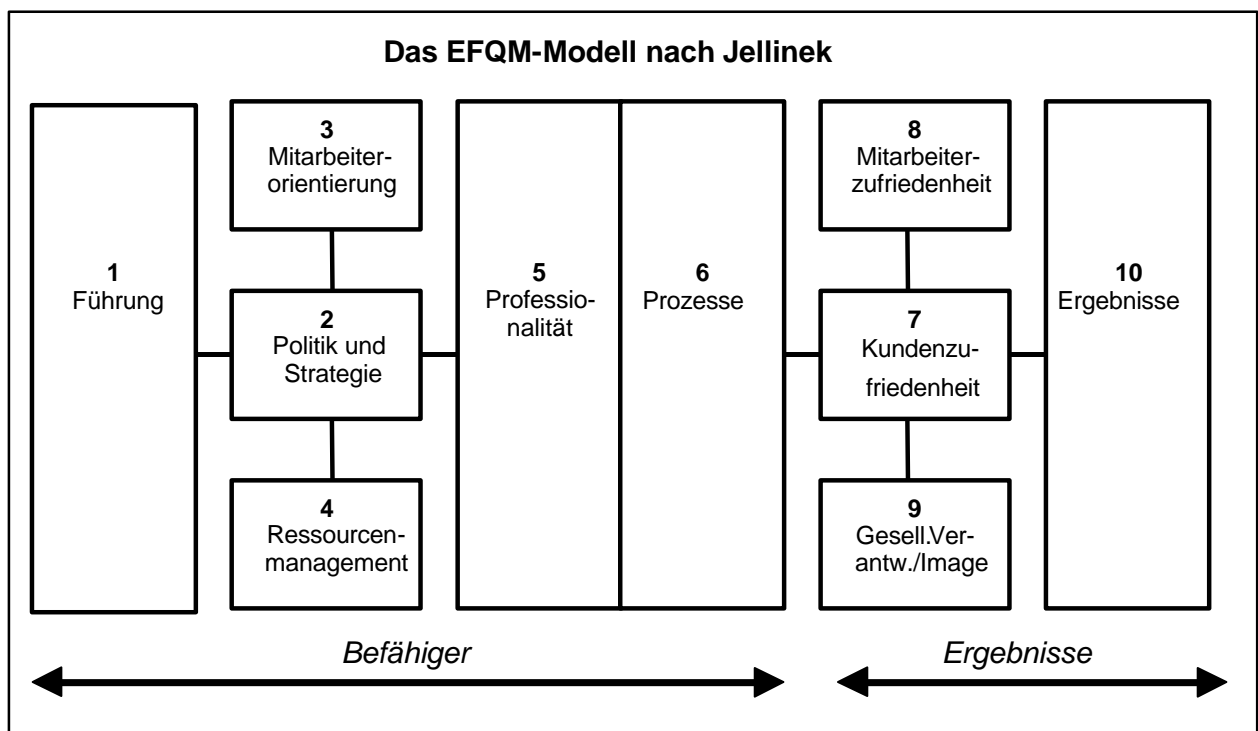 Das EFQM-Modell nach Jellinek
1
Führung
3
Mitarbeiter-
orientierung
2
Politik und
Strategie
4
Ressourcen-
management
5
Professio-
nalität
6
Prozesse
8
Mitarbeiter-
zufriedenheit
7
Kundenzu-
friedenheit
9
Gesell.Ver-
antw./Image
10
Ergebnisse
Befähiger
Ergebnisse